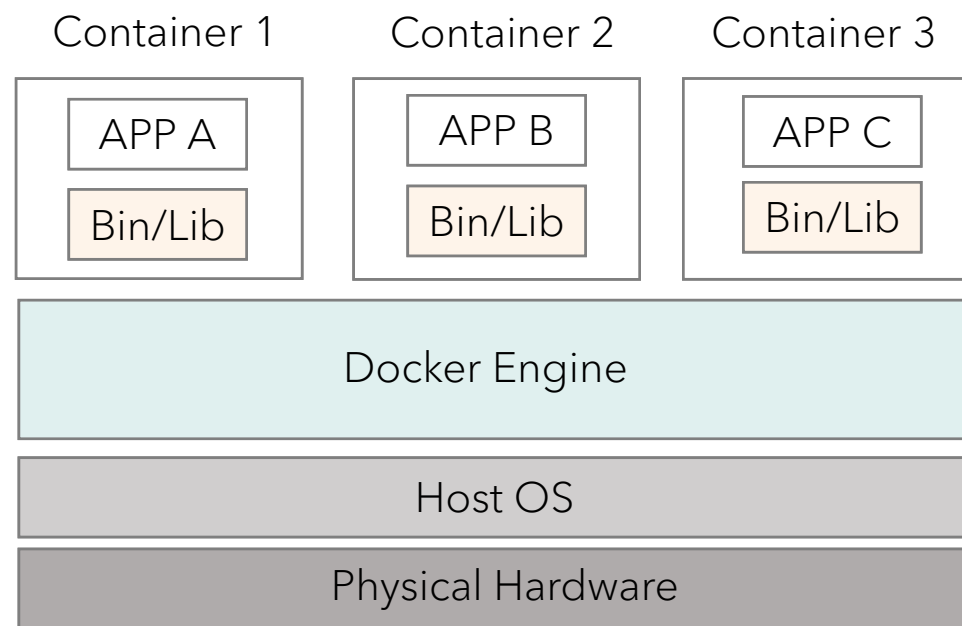 Container 1 Container 2 Container 3
APP A APP B APP C
Bin/Lib Bin/Lib Bin/Lib
Docker Engine
Host OS
Physical Hardware